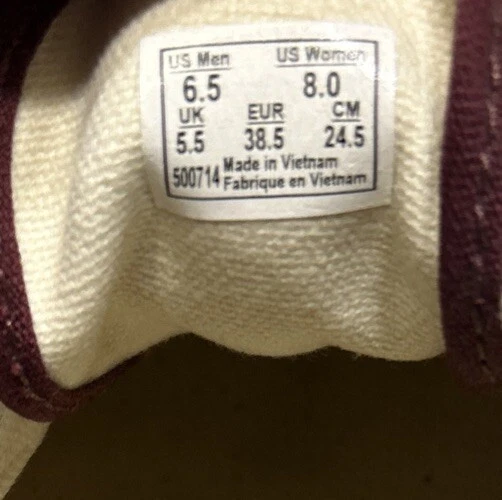 US Men US Women
6.5 8.0
UK EUR CM
5.5 38.5 24.5
500714 Made in Vietnam
Fabrique en Vietnam